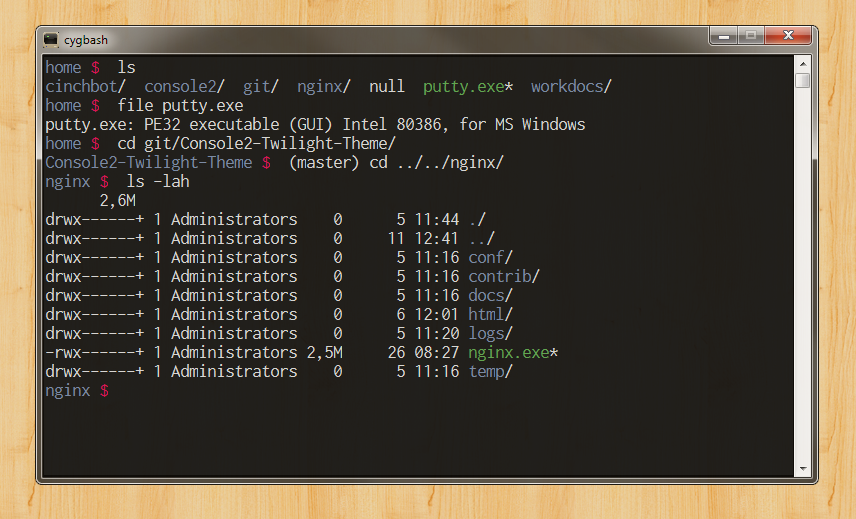 cygbash
home $  ls
cinchbot/  console2/  git/  nginx/  null  putty.exe*  workdocs/
home $  file putty.exe
putty.exe: PE32 executable (GUI) Intel 80386, for MS Windows
home $  cd git/Console2-Twilight-Theme/
Console2-Twilight-Theme $  (master) cd ../../nginx/
nginx $  ls -lah
      2,6M
drwx------+ 1 Administrators    0      5 11:44 ./
drwx------+ 1 Administrators    0     11 12:41 ../
drwx------+ 1 Administrators    0      5 11:16 conf/
drwx------+ 1 Administrators    0      5 11:16 contrib/
drwx------+ 1 Administrators    0      5 11:16 docs/
drwx------+ 1 Administrators    0      6 12:01 html/
drwx------+ 1 Administrators    0      5 11:20 logs/
-rwx------+ 1 Administrators 2,5M     26 08:27 nginx.exe*
drwx------+ 1 Administrators    0      5 11:16 temp/
nginx $